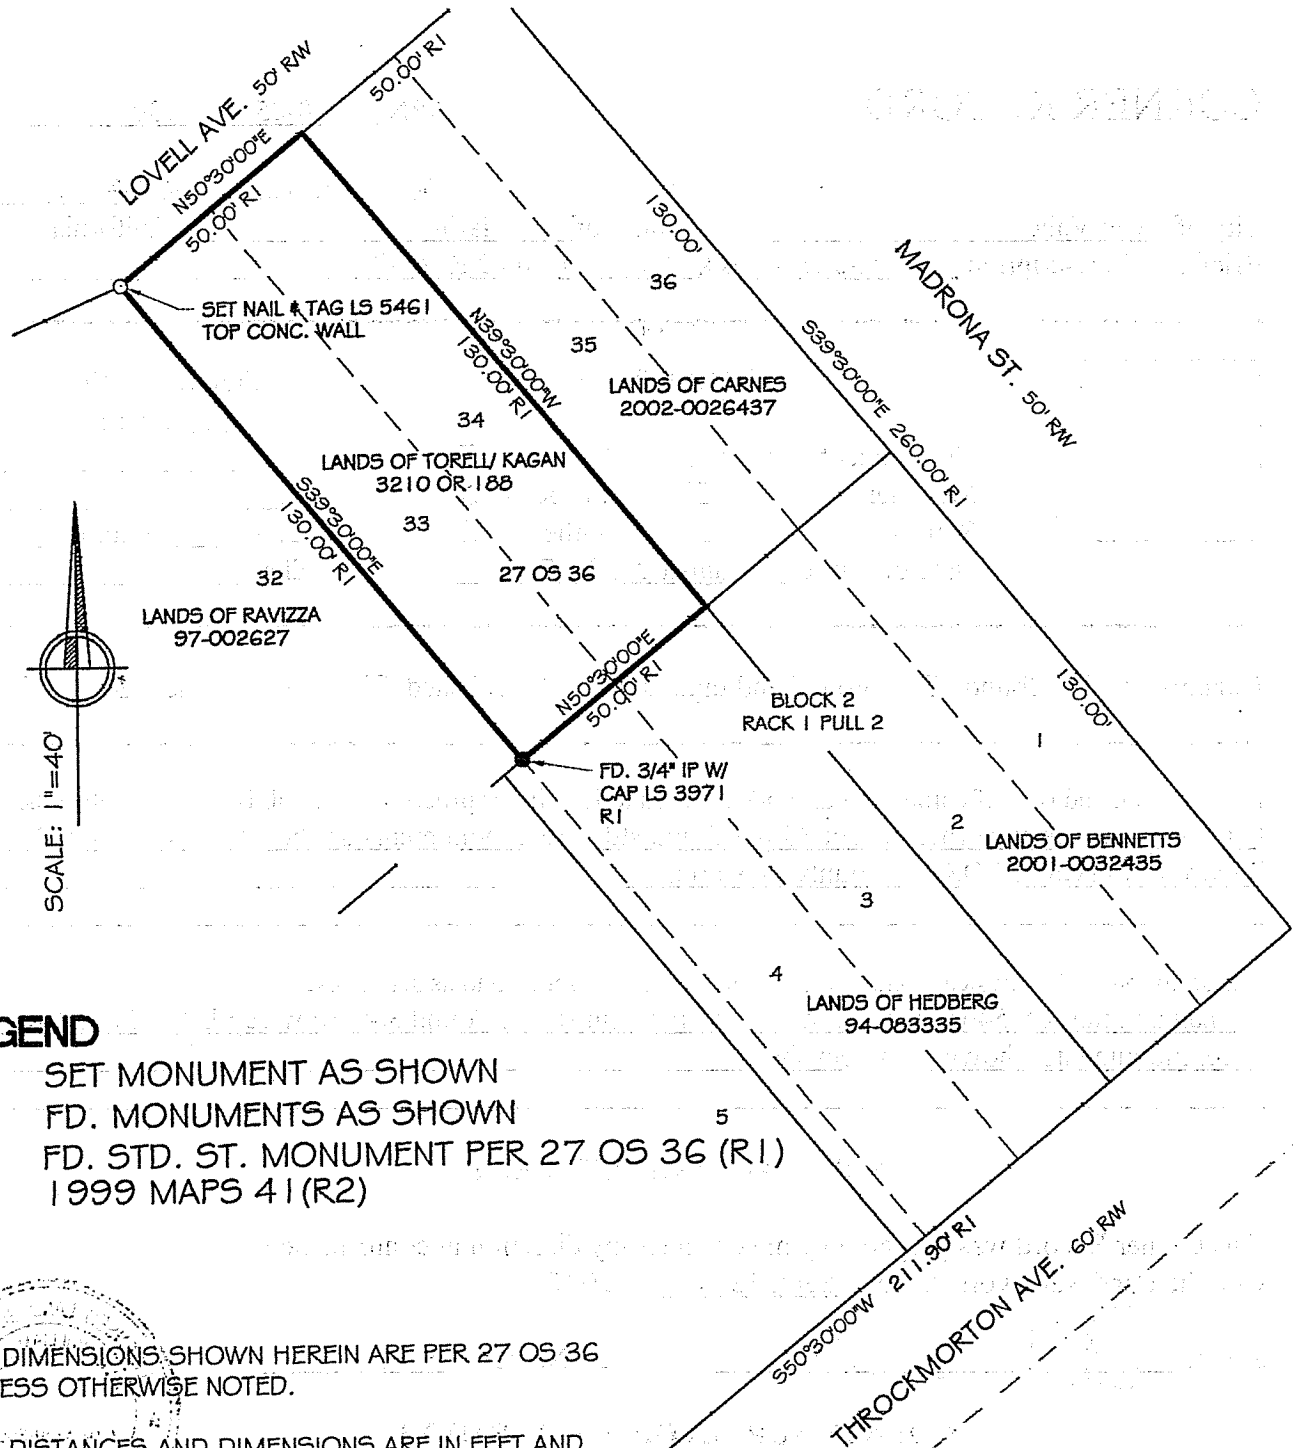 LOVELL AVE. 50' R/W
N50°30'00"E
50.00' R1
50.00' R1
SET NAIL & TAG LS 5461
TOP CONC. WALL
130.00'
36
35
MADRONA ST. 50' R/W
S39°30'00"E 260.00' R1
LANDS OF CARNES
2002-0026437
N39°30'00"W
130.00' R1
34
LANDS OF TORELL/ KAGAN
3210 OR 188
33
27 OS 36
S39°30'00"E
130.00' R1
32
LANDS OF RAVIZZA
97-002627
N50°30'00"E
50.00' R1
SCALE: 1"=40'
BLOCK 2
RACK 1 PULL 2
130.00'
FD. 3/4" IP W/
CAP LS 3971
R1
1
2
LANDS OF BENNETTS
2001-0032435
3
4
LANDS OF HEDBERG
94-083335
5
GEND
SET MONUMENT AS SHOWN
FD. MONUMENTS AS SHOWN
FD. STD. ST. MONUMENT PER 27 OS 36 (R1)
1999 MAPS 41(R2)
S50°30'00"W 211.90' R1
THROCKMORTON AVE. 60' R/W
DIMENSIONS SHOWN HEREIN ARE PER 27 OS 36
ESS OTHERWISE NOTED.
DISTANCES AND DIMENSIONS ARE IN FEET AND